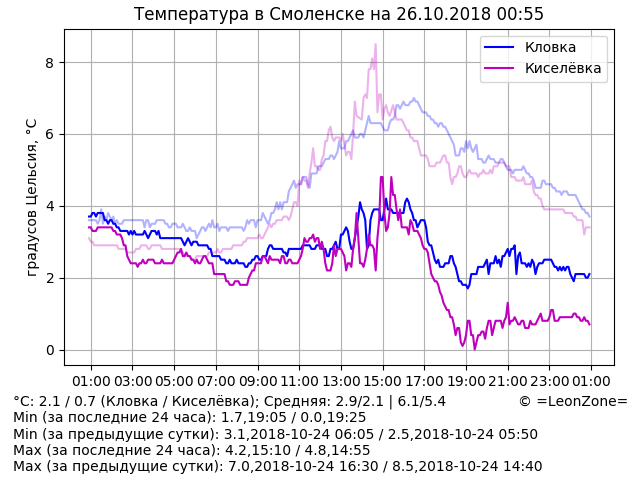 Температура в Смоленске на 26.10.2018 00:55
Кловка
Киселёвка
градусов Цельсия, °C
8
6
4
2
0
01:00 03:00 05:00 07:00 09:00 11:00 13:00 15:00 17:00 19:00 21:00 23:00 01:00
°C: 2.1 / 0.7 (Кловка / Киселёвка); Средняя: 2.9/2.1 | 6.1/5.4 © =LeonZone=
Min (за последние 24 часа): 1.7,19:05 / 0.0,19:25
Min (за предыдущие сутки): 3.1,2018-10-24 06:05 / 2.5,2018-10-24 05:50
Max (за последние 24 часа): 4.2,15:10 / 4.8,14:55
Max (за предыдущие сутки): 7.0,2018-10-24 16:30 / 8.5,2018-10-24 14:40